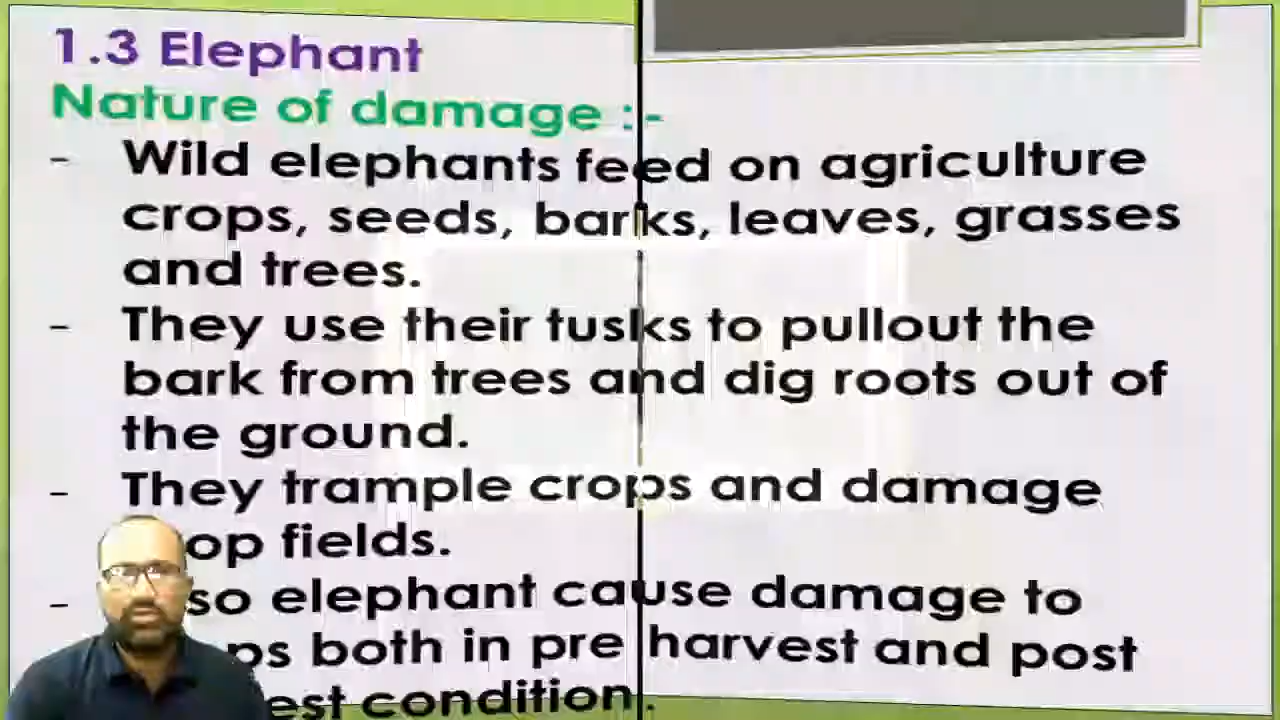 1.3 Elephant
Nature of damage :-
- Wild elephants feed on agriculture
crops, seeds, barks, leaves, grasses
and trees.
- They use their tusks to pullout the
bark from trees and dig roots out of
the ground.
- They trample crops and damage
op fields.
- so elephant cause damage to
ps both in pre harvest and post
est condition.